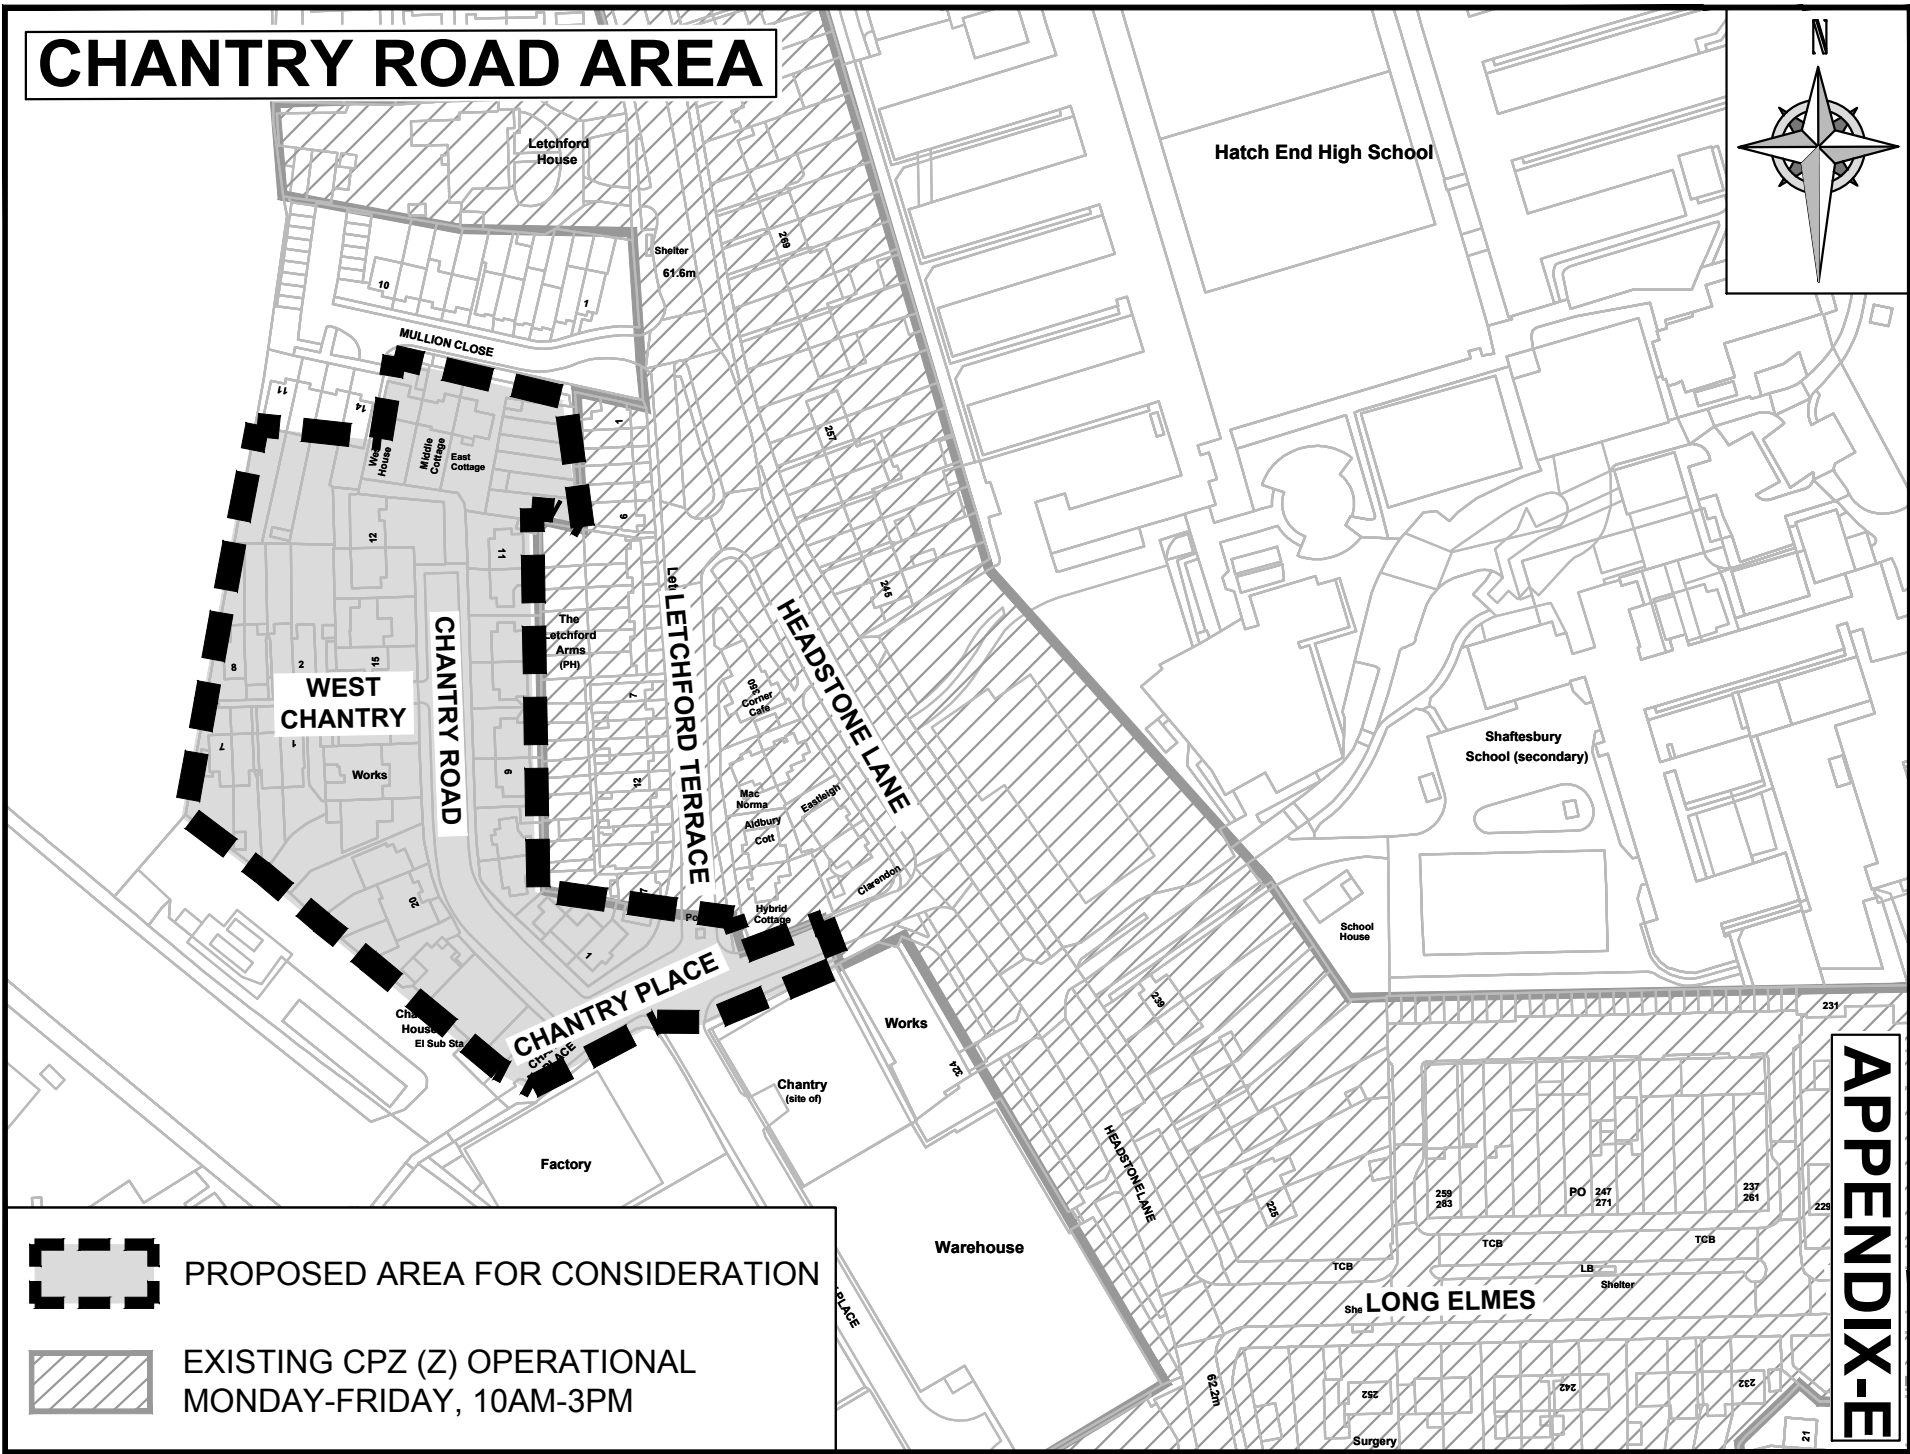 CHANTRY ROAD AREA
N
Letchford
House
Hatch End High School
269
Shelter
61.6m
10
1
MULLION CLOSE
11
14
1
257
House
Middle
Cottage
East
Cottage
6
12
11
245
The
Letchford
Arms
(PH)
LETCHFORD TERRACE
HEADSTONE LANE
CHANTRY ROAD
8
2
15
WEST
CHANTRY
7
350
Corner
Cafe
7
1
Works
9
12
Mac
Norma
Eastleigh
Aldbury
Cott
Shaftesbury
School (secondary)
Clarendon
20
Hybrid
Cottage
1
School
House
CHANTRY PLACE
House
El Sub Sta
PLACE
Works
239
231
324
Chantry
(site of)
Factory
HEADSTONE LANE
Warehouse
225
259
283
PO
247
271
237
261
229
TCB
TCB
TCB
LB
Shelter
LONG ELMES
PLACE
62.2m
252
242
232
Surgery
21
APPENDIX-E
PROPOSED AREA FOR CONSIDERATION
EXISTING CPZ (Z) OPERATIONAL
MONDAY-FRIDAY, 10AM-3PM